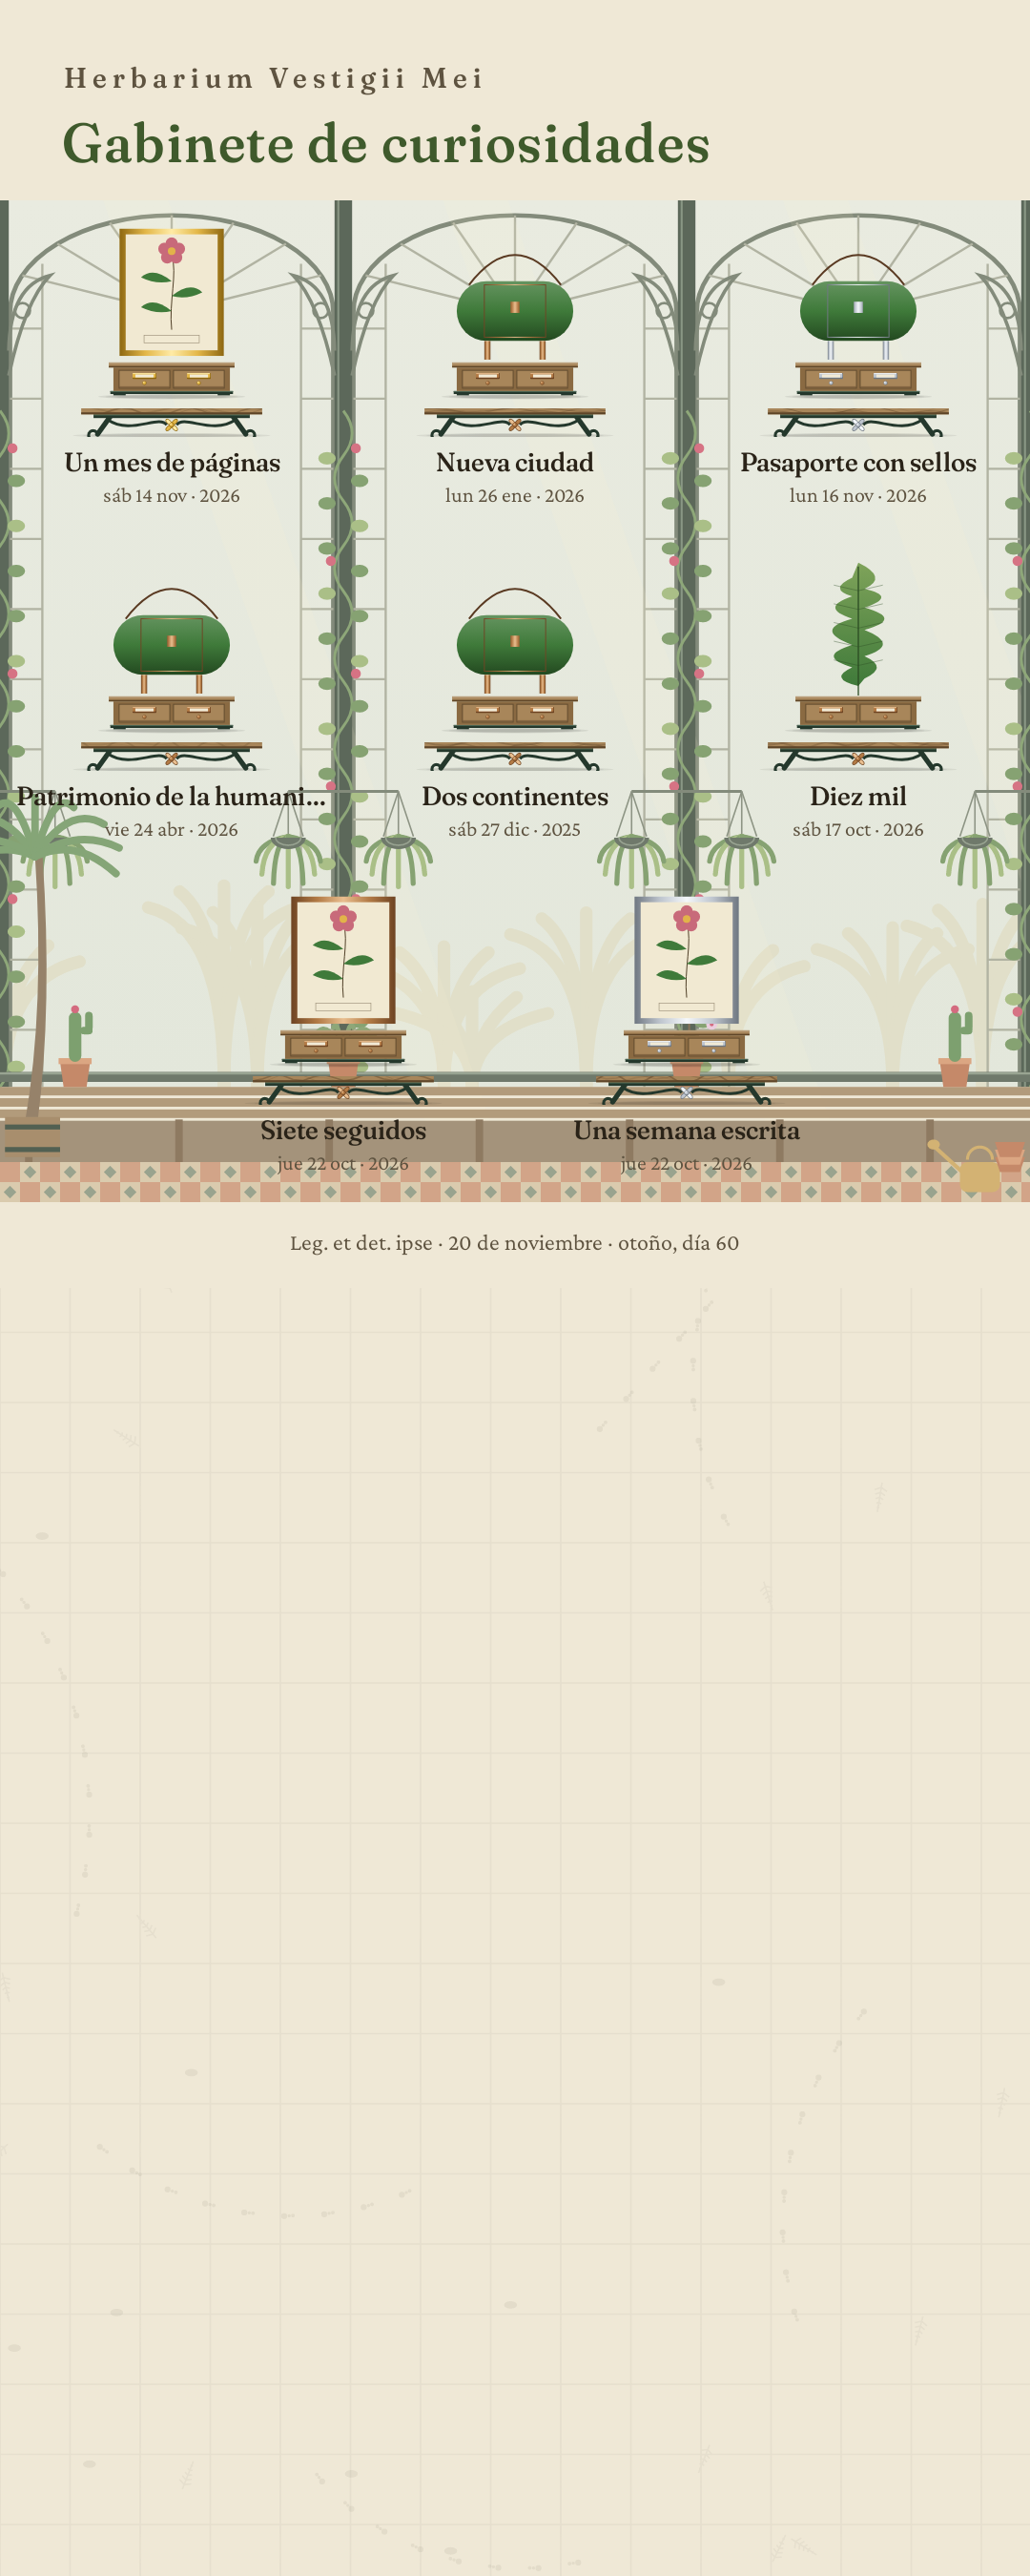 Herbarium Vestigii Mei
Gabinete de curiosidades
Un mes de páginas
sáb 14 nov · 2026
Nueva ciudad
lun 26 ene · 2026
Pasaporte con sellos
lun 16 nov · 2026
Patrimonio de la humani...
vie 24 abr · 2026
Dos continentes
sáb 27 dic · 2025
Diez mil
sáb 17 oct · 2026
Siete seguidos
jue 22 oct · 2026
Una semana escrita
jue 22 oct · 2026
Leg. et det. ipse · 20 de noviembre · otoño, día 60